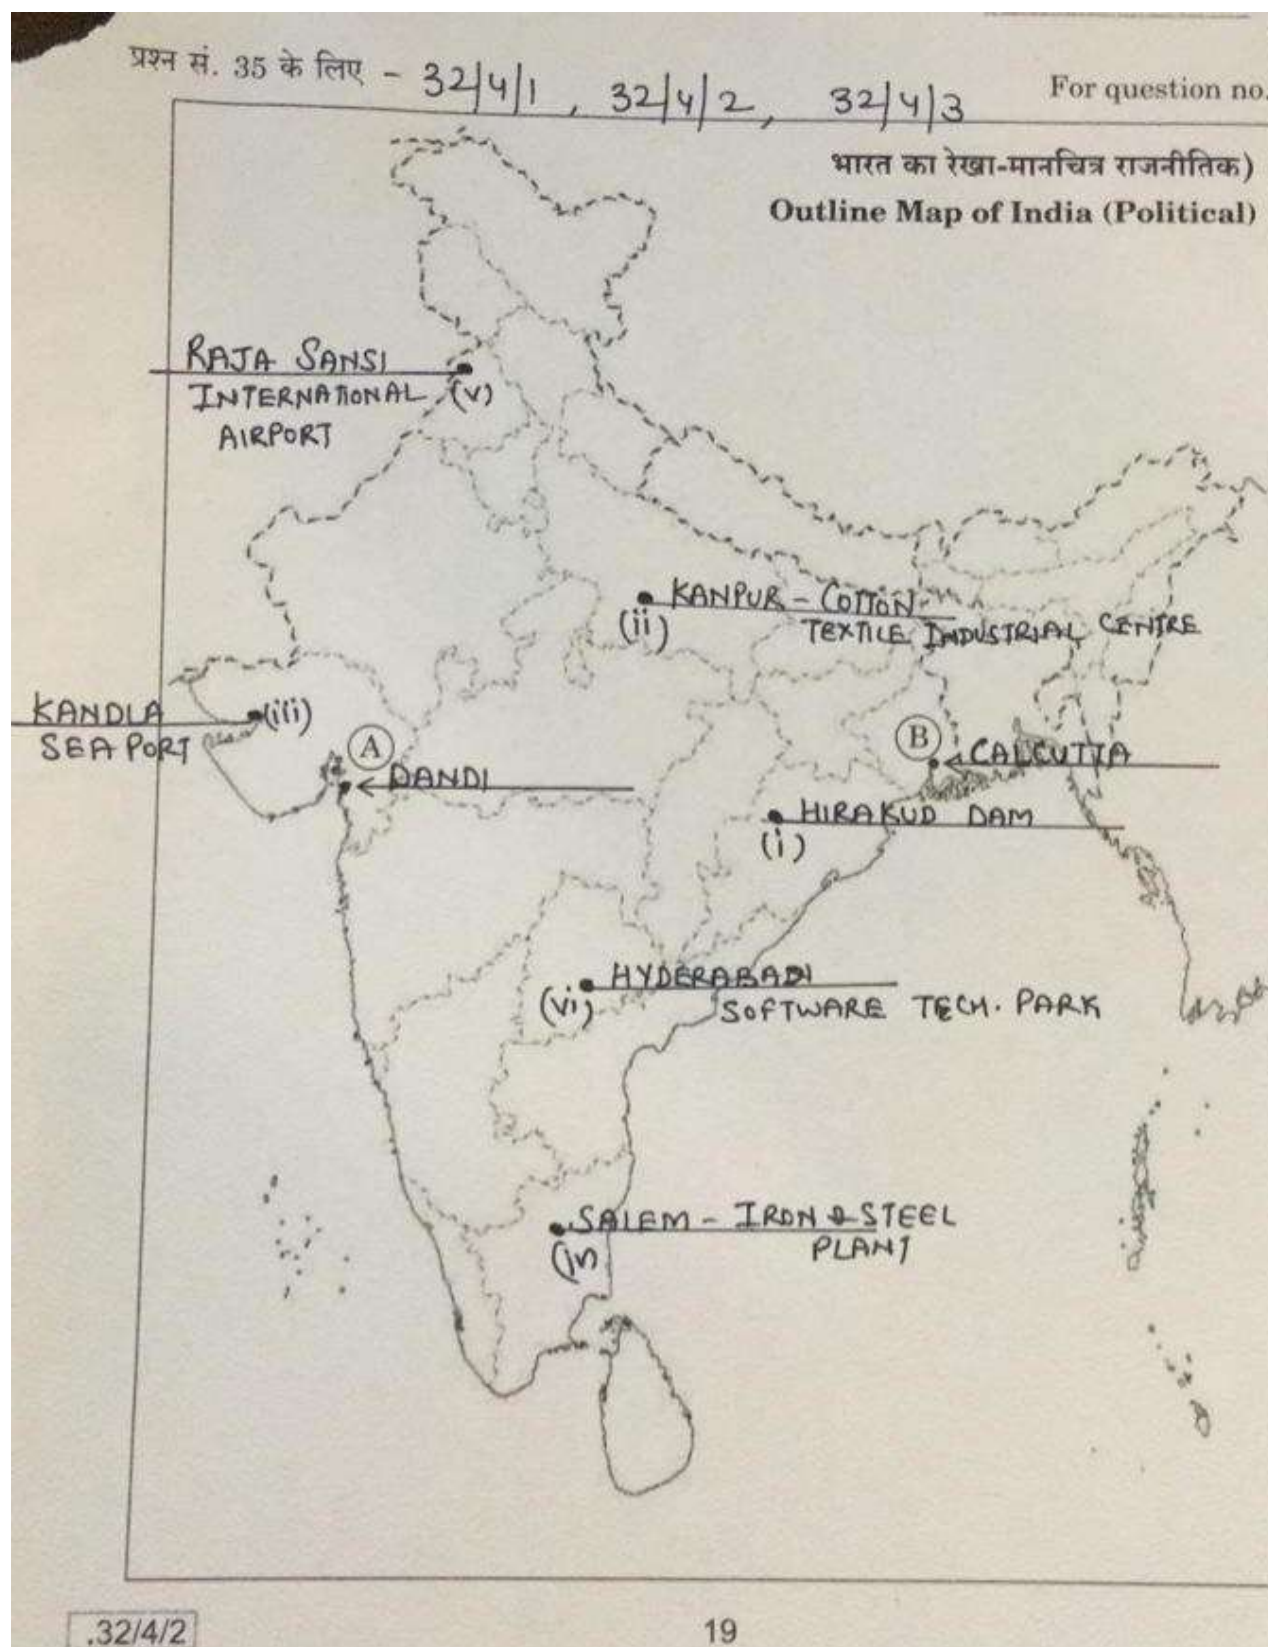 प्रश्न सं. 35 के लिए - 32/4/1 , 32/4/2, 32/4/3 For question no.
भारत का रेखा-मानचित्र राजनीतिक)
Outline Map of India (Political)
RAJA SANSI
INTERNATIONAL (v)
AIRPORT
KANPUR - COTTON
(ii) TEXTILE INDUSTRIAL CENTRE
KANDLA (iii)
SEA PORT
A
DANDI
B
CALCUTTA
HIRAKUD DAM
(i)
HYDERABAD
(vi) SOFTWARE TECH. PARK
SALEM - IRON & STEEL
(iv) PLANT
.32/4/2 19